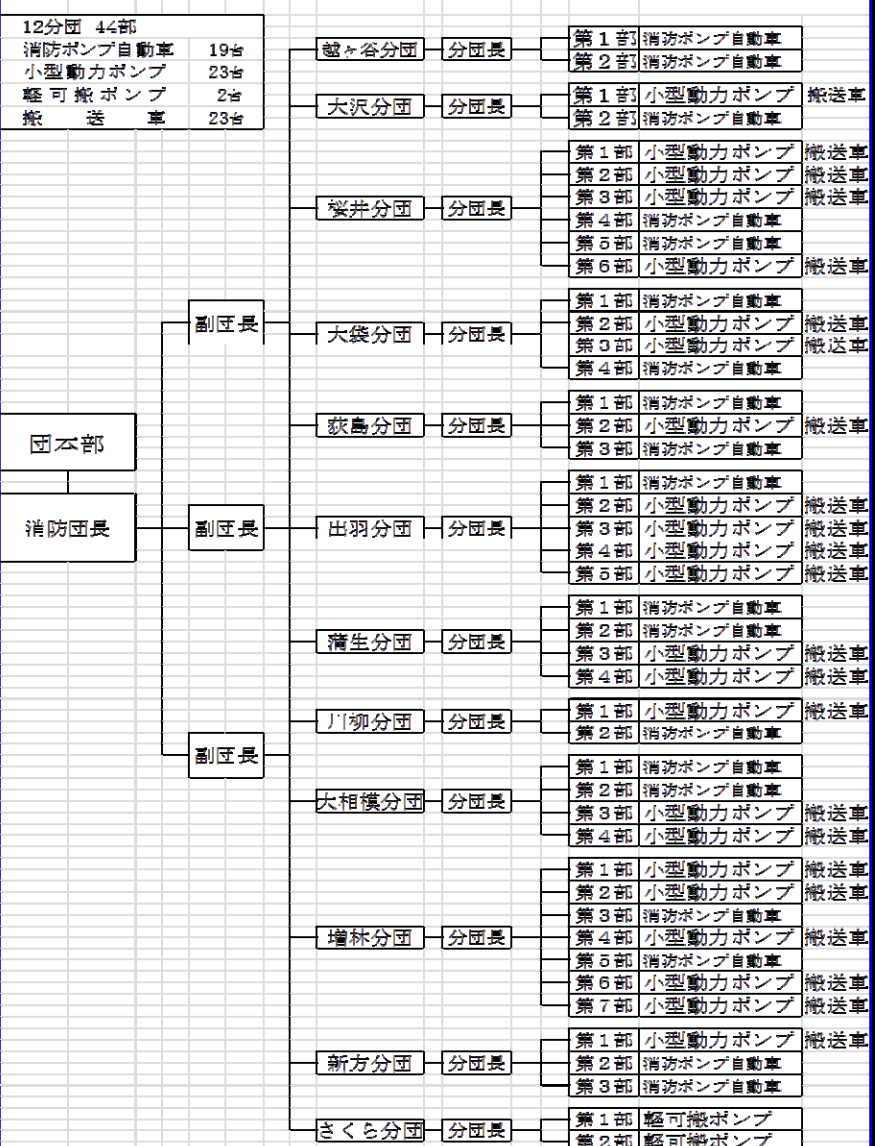 12分団 44部
消防ポンプ自動車 19台
小型動力ポンプ 23台
軽可搬ポンプ 2台
搬送車 23台
団本部
消防団長
副団長
副団長
副団長
越ヶ谷分団 分団長
第1部 消防ポンプ自動車
第2部 消防ポンプ自動車
大沢分団 分団長
第1部 小型動力ポンプ 搬送車
第2部 消防ポンプ自動車
桜井分団 分団長
第1部 小型動力ポンプ 搬送車
第2部 小型動力ポンプ 搬送車
第3部 小型動力ポンプ 搬送車
第4部 消防ポンプ自動車
第5部 消防ポンプ自動車
第6部 小型動力ポンプ 搬送車
大袋分団 分団長
第1部 消防ポンプ自動車
第2部 小型動力ポンプ 搬送車
第3部 小型動力ポンプ 搬送車
第4部 消防ポンプ自動車
荻島分団 分団長
第1部 消防ポンプ自動車
第2部 小型動力ポンプ 搬送車
第3部 消防ポンプ自動車
出羽分団 分団長
第1部 消防ポンプ自動車
第2部 小型動力ポンプ 搬送車
第3部 小型動力ポンプ 搬送車
第4部 小型動力ポンプ 搬送車
第5部 小型動力ポンプ 搬送車
蒲生分団 分団長
第1部 消防ポンプ自動車
第2部 消防ポンプ自動車
第3部 小型動力ポンプ 搬送車
第4部 小型動力ポンプ 搬送車
川柳分団 分団長
第1部 小型動力ポンプ 搬送車
第2部 消防ポンプ自動車
大相模分団 分団長
第1部 消防ポンプ自動車
第2部 消防ポンプ自動車
第3部 小型動力ポンプ 搬送車
第4部 小型動力ポンプ 搬送車
増林分団 分団長
第1部 小型動力ポンプ 搬送車
第2部 小型動力ポンプ 搬送車
第3部 消防ポンプ自動車
第4部 小型動力ポンプ 搬送車
第5部 消防ポンプ自動車
第6部 小型動力ポンプ 搬送車
第7部 小型動力ポンプ 搬送車
新方分団 分団長
第1部 小型動力ポンプ 搬送車
第2部 消防ポンプ自動車
第3部 消防ポンプ自動車
さくら分団 分団長
第1部 軽可搬ポンプ
第2部 軽可搬ポンプ